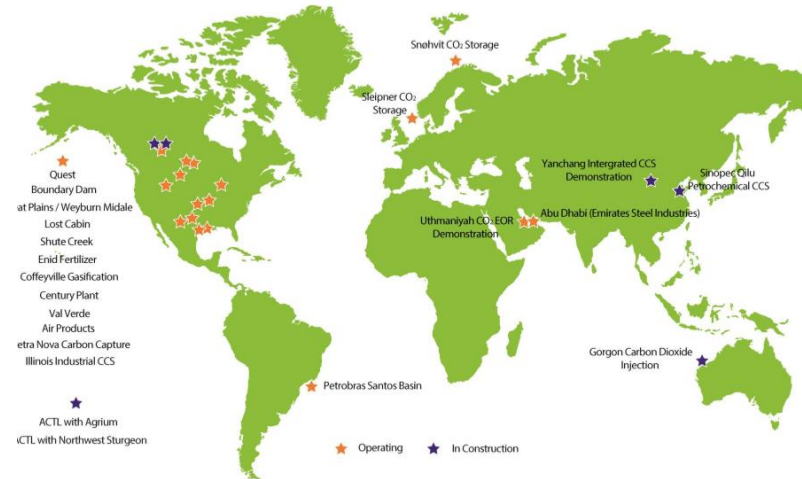 Snøhvit CO₂ Storage
Sleipner CO₂
Storage
Quest
Boundary Dam
at Plains / Weyburn Midale
Lost Cabin
Shute Creek
Enid Fertilizer
Coffeyville Gasification
Century Plant
Val Verde
Air Products
etra Nova Carbon Capture
Illinois Industrial CCS
ACTL with Agrium
ACTL with Northwest Sturgeon
Yanchang Intergrated CCS
Demonstration
Sinopec Qilu
Petrochemical CCS
Uthmaniyah CO₂ EOR
Demonstration
Abu Dhabi (Emirates Steel Industries)
Gorgon Carbon Dioxide
Injection
Petrobras Santos Basin
Operating
In Construction